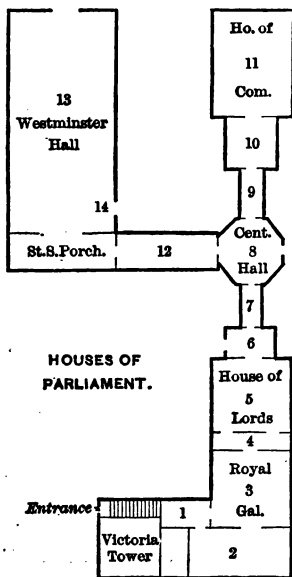 Ho. of
11
Com.
13
Westminster
Hall
10
9
14
Cent.
8
Hall
St.S.Porch.
12
7
6
HOUSES OF
PARLIAMENT.
House of
5
Lords
4
Royal
3
Gal.
Entrance
1
Victoria
Tower
2